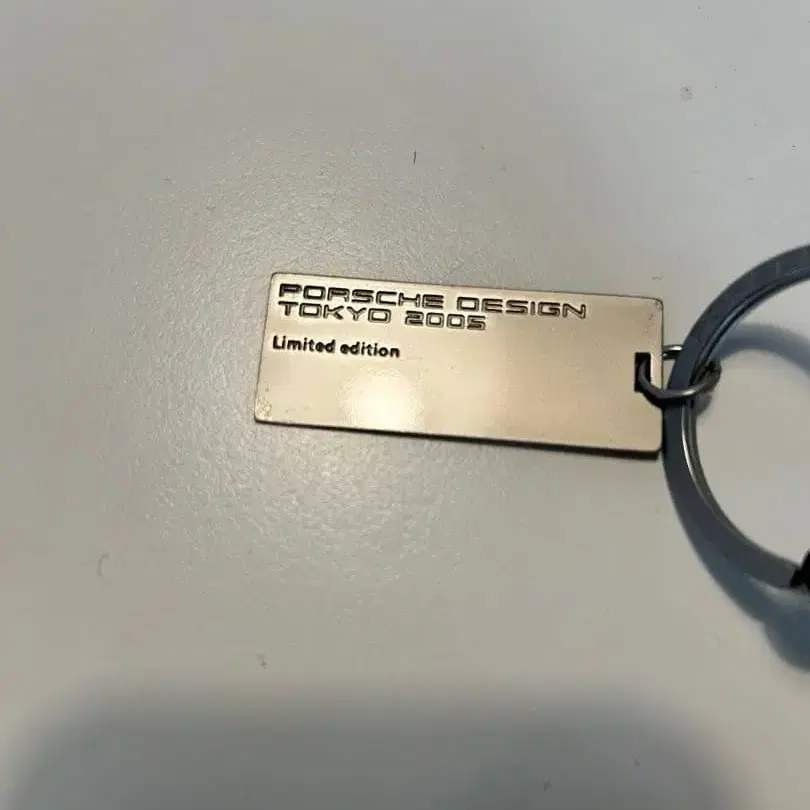 PORSCHE DESIGN
TOKYO 2005
Limited edition